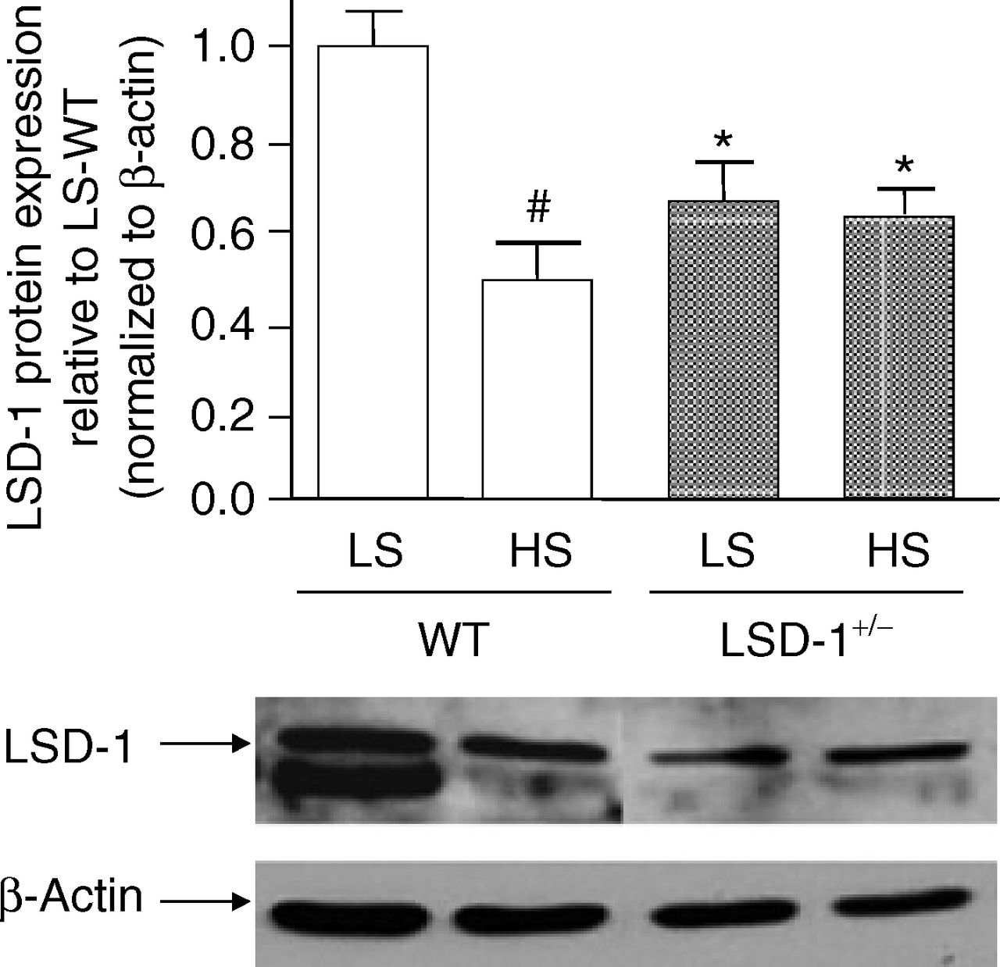 LSD-1 protein expression
relative to LS-WT
(normalized to β-actin)
1.0
0.8
0.6
0.4
0.2
0.0
#
*
*
LS HS LS HS
WT LSD-1+/−
LSD-1
β-Actin